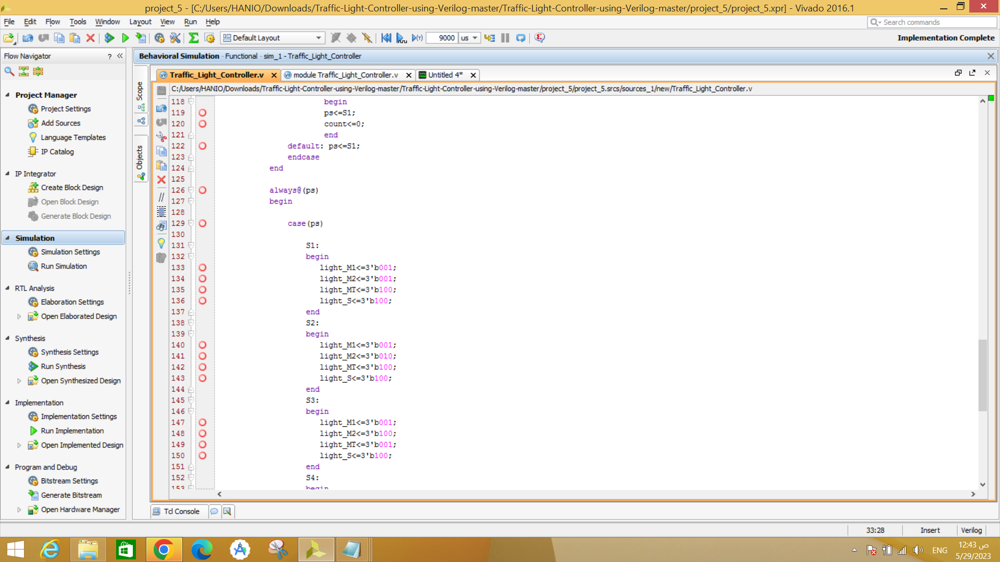 project_5 - [C:/Users/HANIO/Downloads/Traffic-Light-Controller-using-Verilog-master/Traffic-Light-Controller-using-Verilog-master/project_5/project_5.xpr] - Vivado 2016.1
File Edit Flow Tools Window Layout View Run Help
Search commands
Default Layout
9000 us
Implementation Complete
Flow Navigator
Project Manager
Project Settings
Add Sources
Language Templates
IP Catalog
IP Integrator
Create Block Design
Open Block Design
Generate Block Design
Simulation
Simulation Settings
Run Simulation
RTL Analysis
Elaboration Settings
Open Elaborated Design
Synthesis
Synthesis Settings
Run Synthesis
Open Synthesized Design
Implementation
Implementation Settings
Run Implementation
Open Implemented Design
Program and Debug
Bitstream Settings
Generate Bitstream
Open Hardware Manager
Behavioral Simulation - Functional - sim_1 - Traffic_Light_Controller
Scope
Objects
Traffic_Light_Controller.v
module Traffic_Light_Controller.v
Untitled 4*
C:/Users/HANIO/Downloads/Traffic-Light-Controller-using-Verilog-master/Traffic-Light-Controller-using-Verilog-master/project_5/project_5.srcs/sources_1/new/Traffic_Light_Controller.v
118 begin
119 ps<=S1;
120 count<=0;
121 end
122 default: ps<=S1;
123 endcase
124 end
125
126 always@(ps)
127 begin
128
129 case(ps)
130
131 S1:
132 begin
133 light_M1<=3'b001;
134 light_M2<=3'b001;
135 light_MT<=3'b100;
136 light_S<=3'b100;
137 end
138 S2:
139 begin
140 light_M1<=3'b001;
141 light_M2<=3'b010;
142 light_MT<=3'b100;
143 light_S<=3'b100;
144 end
145 S3:
146 begin
147 light_M1<=3'b001;
148 light_M2<=3'b100;
149 light_MT<=3'b001;
150 light_S<=3'b100;
151 end
152 S4:
153 begin
Tcl Console
33:28 Insert Verilog
ENG
12:43 ص
5/29/2023